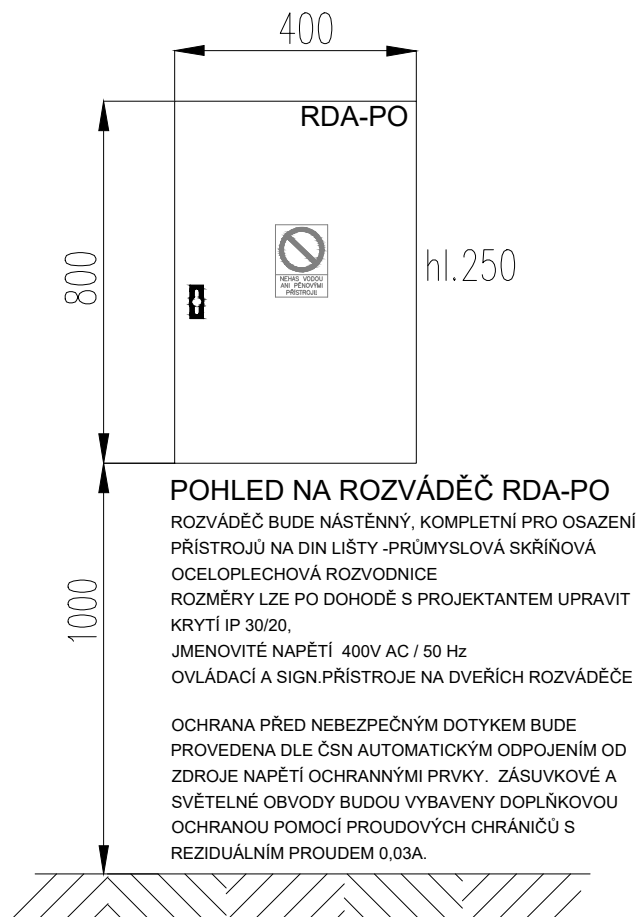 400
RDA-PO
800
hl.250
NEHAS VODOU
ANI PĚNOVÝMI
PŘÍSTROJI!
POHLED NA ROZVÁDĚČ RDA-PO
ROZVÁDĚČ BUDE NÁSTĚNNÝ, KOMPLETNÍ PRO OSAZENÍ
PŘÍSTROJŮ NA DIN LIŠTY -PRŮMYSLOVÁ SKŘÍŇOVÁ
OCELOPLECHOVÁ ROZVODNICE
ROZMĚRY LZE PO DOHODĚ S PROJEKTANTEM UPRAVIT
KRYTÍ IP 30/20,
JMENOVITÉ NAPĚTÍ 400V AC / 50 Hz
OVLÁDACÍ A SIGN.PŘÍSTROJE NA DVEŘÍCH ROZVÁDĚČE
1000
OCHRANA PŘED NEBEZPEČNÝM DOTYKEM BUDE
PROVEDENA DLE ČSN AUTOMATICKÝM ODPOJENÍM OD
ZDROJE NAPĚTÍ OCHRANNÝMI PRVKY. ZÁSUVKOVÉ A
SVĚTELNÉ OBVODY BUDOU VYBAVENY DOPLŇKOVOU
OCHRANOU POMOCÍ PROUDOVÝCH CHRÁNIČŮ S
REZIDUÁLNÍM PROUDEM 0,03A.